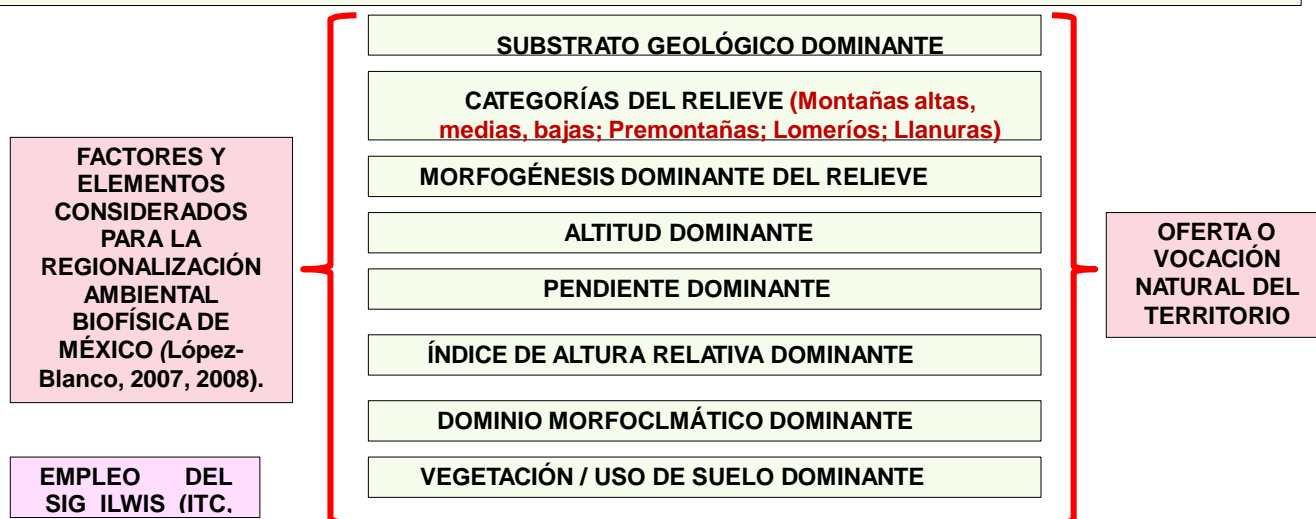 FACTORES Y
ELEMENTOS
CONSIDERADOS
PARA LA
REGIONALIZACIÓN
AMBIENTAL
BIOFÍSICA DE
MÉXICO (López-
Blanco, 2007, 2008).
EMPLEO DEL
SIG ILWIS (ITC,
SUBSTRATO GEOLÓGICO DOMINANTE
CATEGORÍAS DEL RELIEVE (Montañas altas,
medias, bajas; Premontañas; Lomeríos; Llanuras)
MORFOGÉNESIS DOMINANTE DEL RELIEVE
ALTITUD DOMINANTE
PENDIENTE DOMINANTE
ÍNDICE DE ALTURA RELATIVA DOMINANTE
DOMINIO MORFOCLMÁTICO DOMINANTE
VEGETACIÓN / USO DE SUELO DOMINANTE
OFERTA O
VOCACIÓN
NATURAL DEL
TERRITORIO